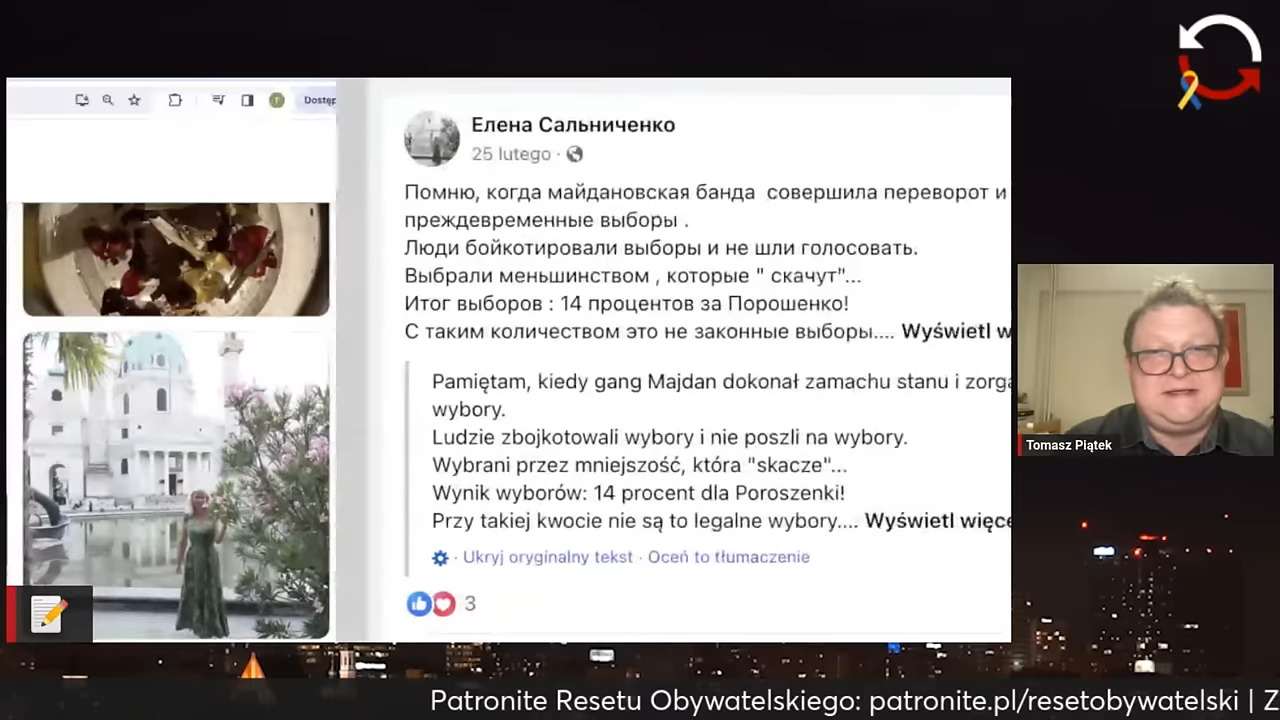 Dostęp
Елена Сальниченко
25 lutego ·
Помню, когда майдановская банда совершила переворот и
преждевременные выборы .
Люди бойкотировали выборы и не шли голосовать.
Выбрали меньшинством , которые " скачут"...
Итог выборов : 14 процентов за Порошенко!
С таким количеством это не законные выборы.... Wyświetl w
Pamiętam, kiedy gang Majdan dokonał zamachu stanu i zorga
wybory.
Ludzie zbojkotowali wybory i nie poszli na wybory.
Wybrani przez mniejszość, która "skacze"...
Wynik wyborów: 14 procent dla Poroszenki!
Przy takiej kwocie nie są to legalne wybory.... Wyświetl więce
· Ukryj oryginalny tekst · Oceń to tłumaczenie
3
Tomasz Piątek
Patronite Resetu Obywatelskiego: patronite.pl/resetobywatelski | Z